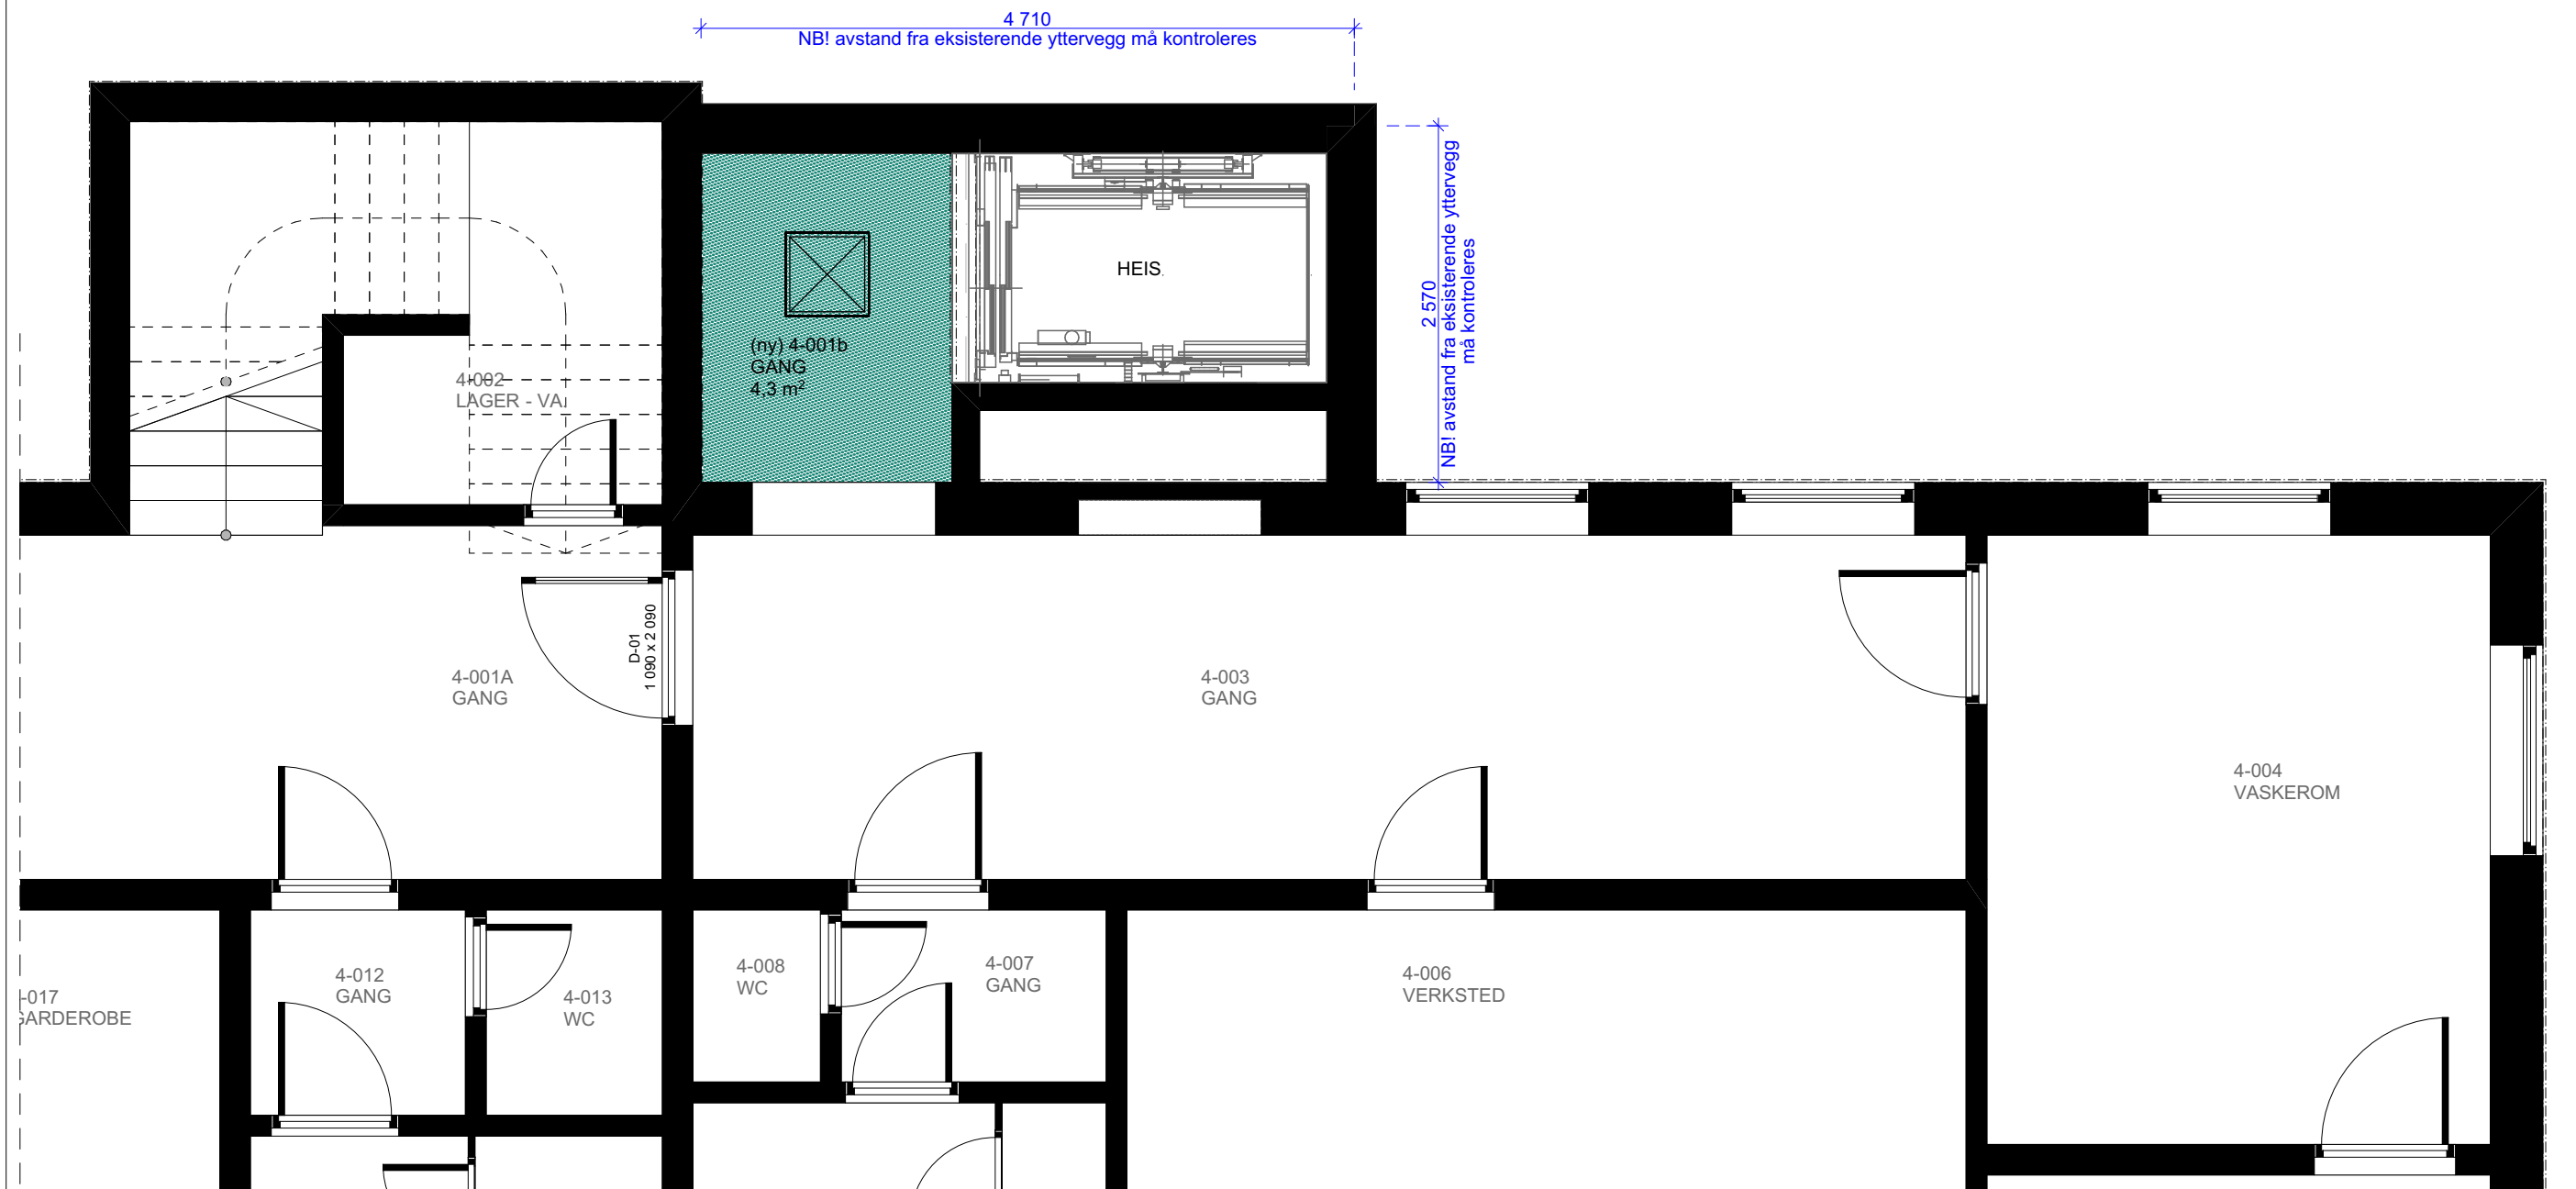 4 710
NB! avstand fra eksisterende yttervegg må kontroleres
HEIS
2 570
NB! avstand fra eksisterende yttervegg
må kontroleres
(ny) 4-001b
GANG
4,3 m²
4-002
LAGER - VA
D-01
1 090 x 2 090
4-001A
GANG
4-003
GANG
4-004
VASKEROM
4-012
GANG
4-013
WC
4-008
WC
4-007
GANG
4-006
VERKSTED
-017
GARDEROBE